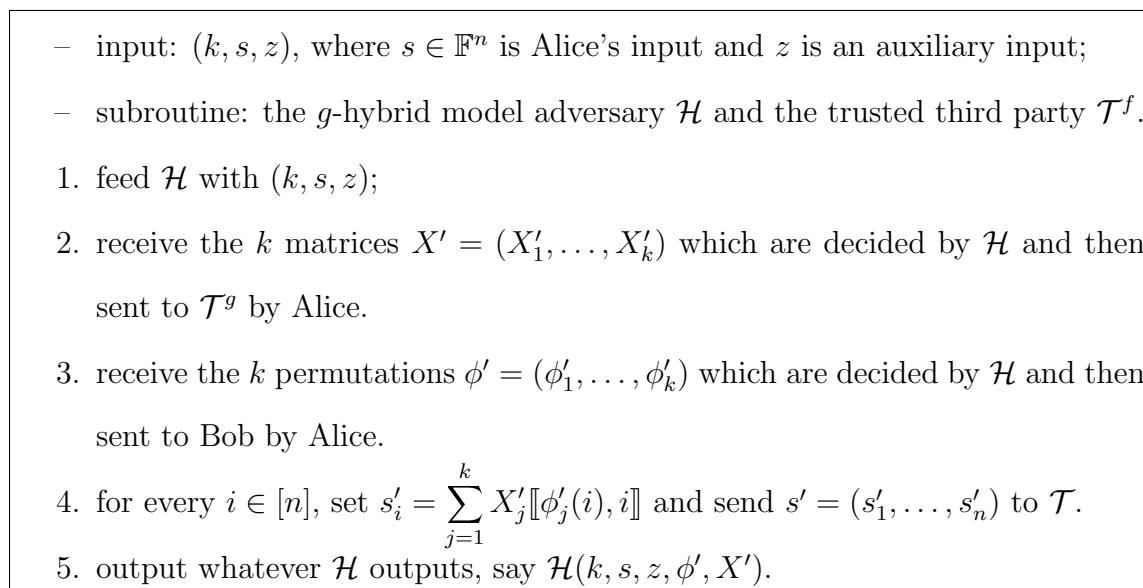 – input: (k, s, z), where s ∈ 𝔽ⁿ is Alice's input and z is an auxiliary input;
– subroutine: the g-hybrid model adversary ℋ and the trusted third party 𝒯^f.
1. feed ℋ with (k, s, z);
2. receive the k matrices X′ = (X′₁, . . . , X′ₖ) which are decided by ℋ and then
sent to 𝒯^g by Alice.
3. receive the k permutations ϕ′ = (ϕ′₁, . . . , ϕ′ₖ) which are decided by ℋ and then
sent to Bob by Alice.
4. for every i ∈ [n], set s′ᵢ = ∑_{j=1}^{k} X′ⱼ⟦ϕ′ⱼ(i), i⟧ and send s′ = (s′₁, . . . , s′ₙ) to 𝒯.
5. output whatever ℋ outputs, say ℋ(k, s, z, ϕ′, X′).